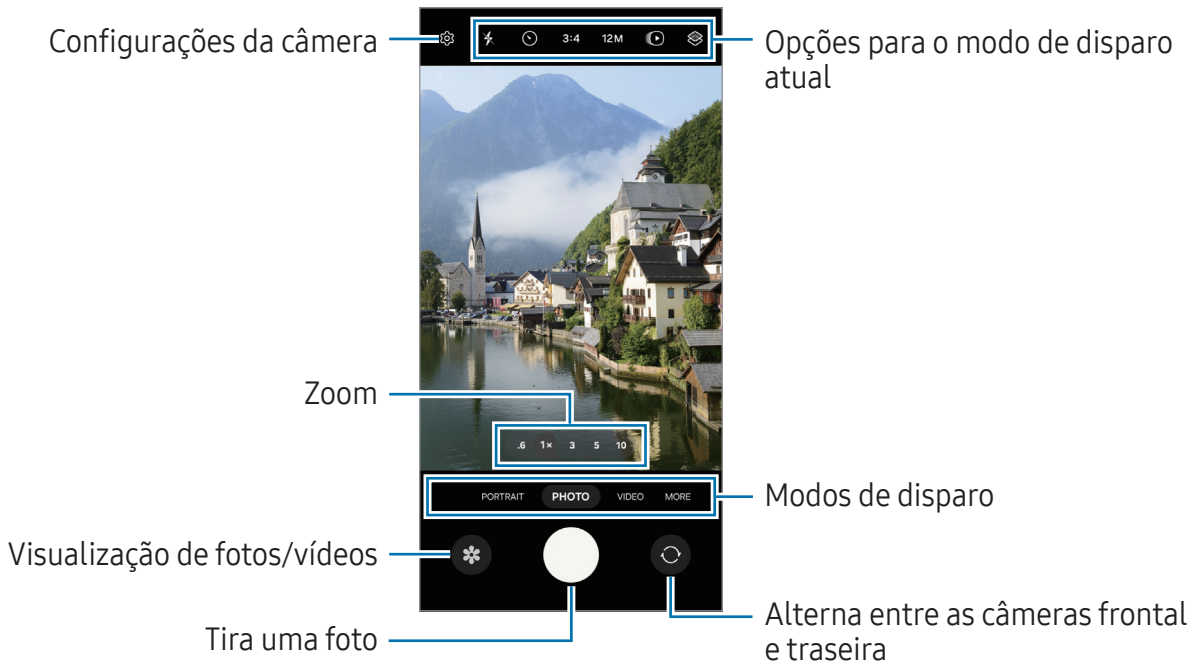 Configurações da câmera
3:4
12M
Opções para o modo de disparo
atual
Zoom
.6 1× 3 5 10
PORTRAIT PHOTO VIDEO MORE
Modos de disparo
Visualização de fotos/vídeos
Tira uma foto
Alterna entre as câmeras frontal
e traseira